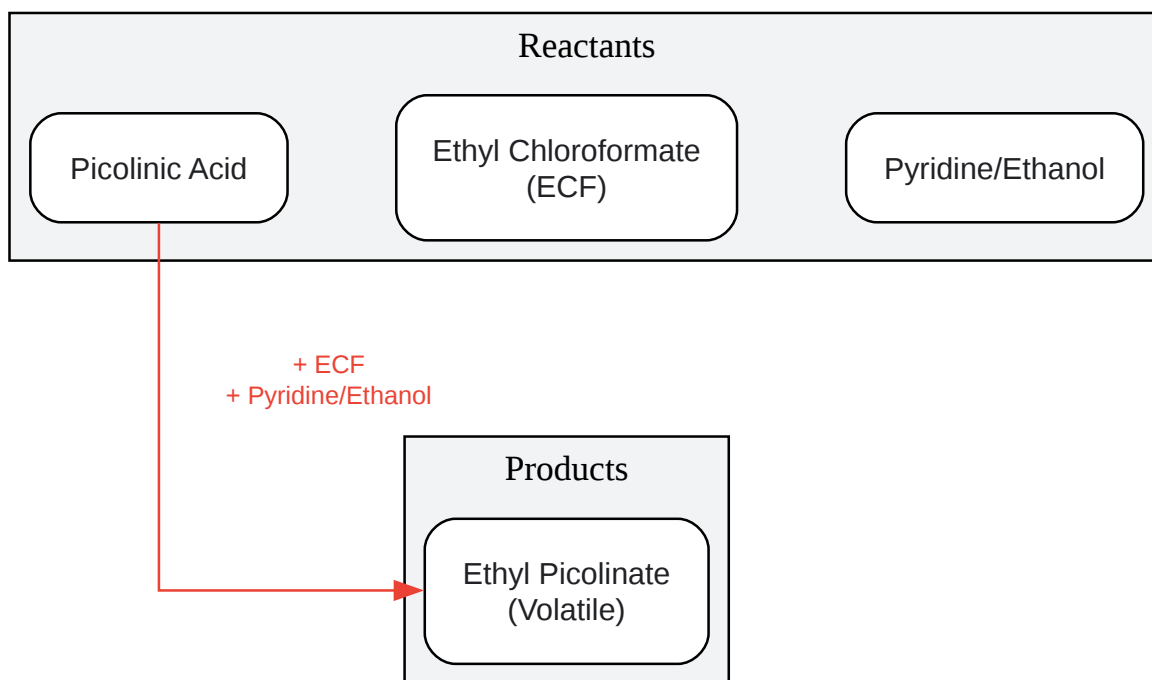 Reactants
Picolinic Acid
Ethyl Chloroformate
(ECF)
Pyridine/Ethanol
+ ECF
+ Pyridine/Ethanol
Products
Ethyl Picolinate
(Volatile)